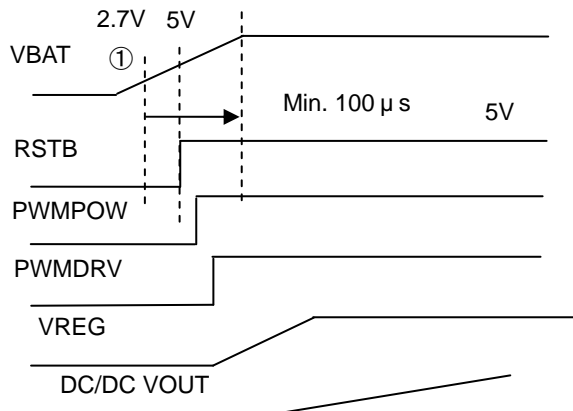 2.7V 5V
VBAT ①
Min. 100 μ s 5V
RSTB
PWMPOW
PWMDRV
VREG
DC/DC VOUT